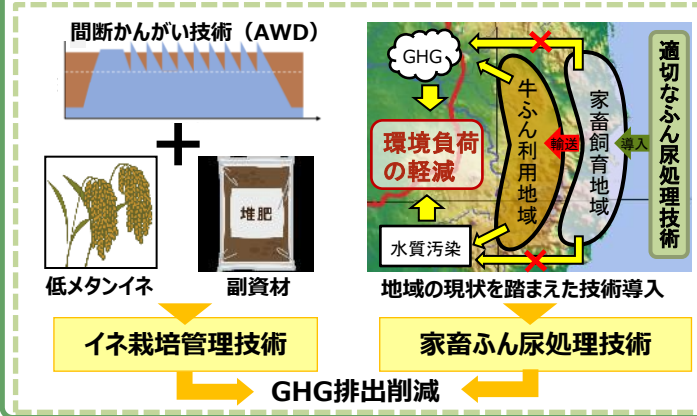 間断かんがい技術（AWD）
堆肥
低メタンイネ
副資材
イネ栽培管理技術
GHG
環境負荷
の軽減
水質汚染
牛ふん利用地域
輸送
家畜飼育地域
導入
適切なふん尿処理技術
地域の現状を踏まえた技術導入
家畜ふん尿処理技術
GHG排出削減